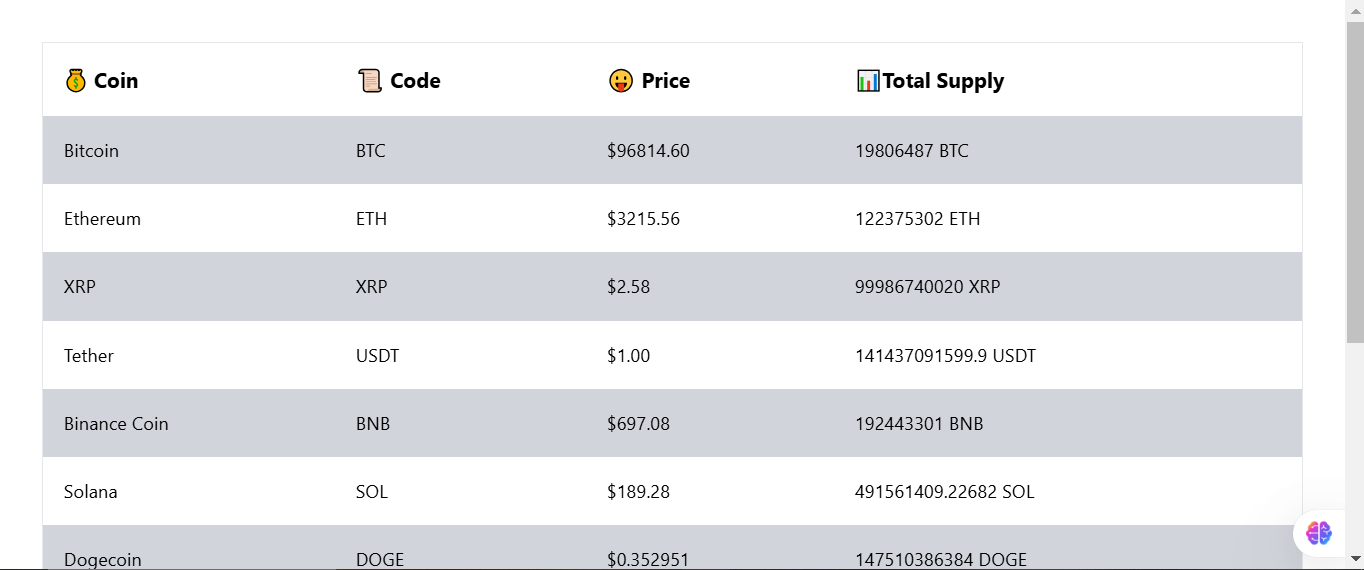 💰 Coin 📜 Code 😛 Price 📊Total Supply
Bitcoin BTC $96814.60 19806487 BTC
Ethereum ETH $3215.56 122375302 ETH
XRP XRP $2.58 99986740020 XRP
Tether USDT $1.00 141437091599.9 USDT
Binance Coin BNB $697.08 192443301 BNB
Solana SOL $189.28 491561409.22682 SOL
Dogecoin DOGE $0.352951 147510386384 DOGE